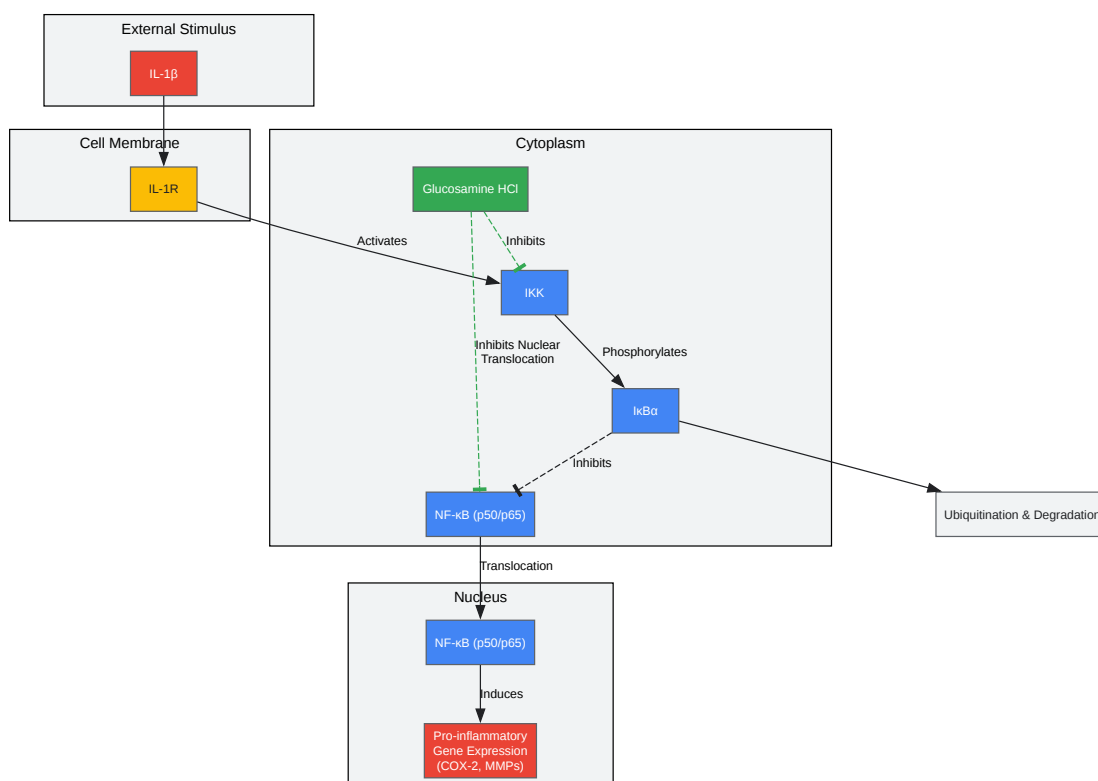 External Stimulus
IL-1β
Cell Membrane
IL-1R
Cytoplasm
Glucosamine HCl
Activates
Inhibits
IKK
Inhibits Nuclear
Translocation
Phosphorylates
IκBα
Inhibits
NF-κB (p50/p65)
Ubiquitination & Degradation
Translocation
Nucleus
NF-κB (p50/p65)
Induces
Pro-inflammatory
Gene Expression
(COX-2, MMPs)